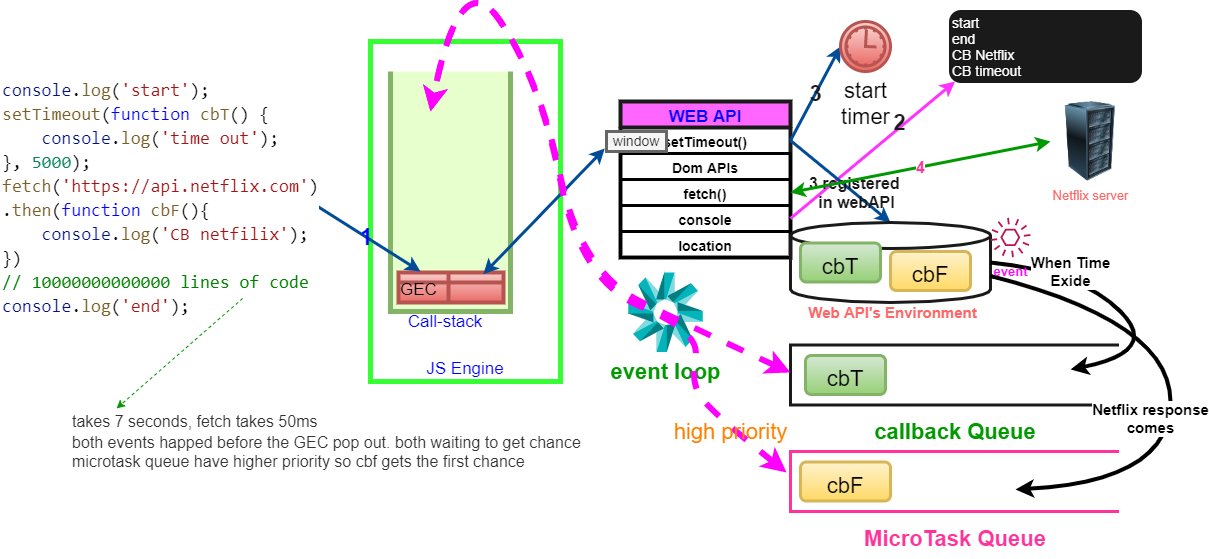 console.log('start');
setTimeout(function cbT() {
console.log('time out');
}, 5000);
fetch('https://api.netflix.com')
.then(function cbF(){
console.log('CB netfilix');
})
// 10000000000000 lines of code
console.log('end');
takes 7 seconds, fetch takes 50ms
both events happed before the GEC pop out. both waiting to get chance
microtask queue have higher priority so cbf gets the first chance
1
GEC
Call-stack
JS Engine
WEB API
window
setTimeout()
Dom APIs
fetch()
console
location
3
start
timer
2
start
end
CB Netflix
CB timeout
4
Netflix server
3 registered
in webAPI
cbT
cbF
Web API's Environment
event
When Time
Exide
event loop
cbT
callback Queue
high priority
Netflix response
comes
cbF
MicroTask Queue